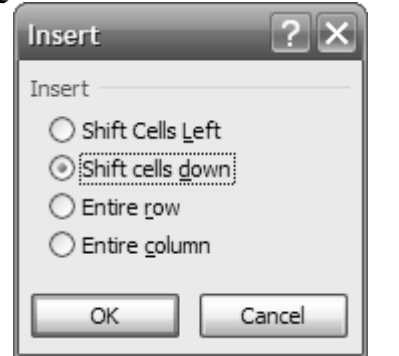 Insert
Insert
Shift Cells Left
Shift cells down
Entire row
Entire column
OK Cancel